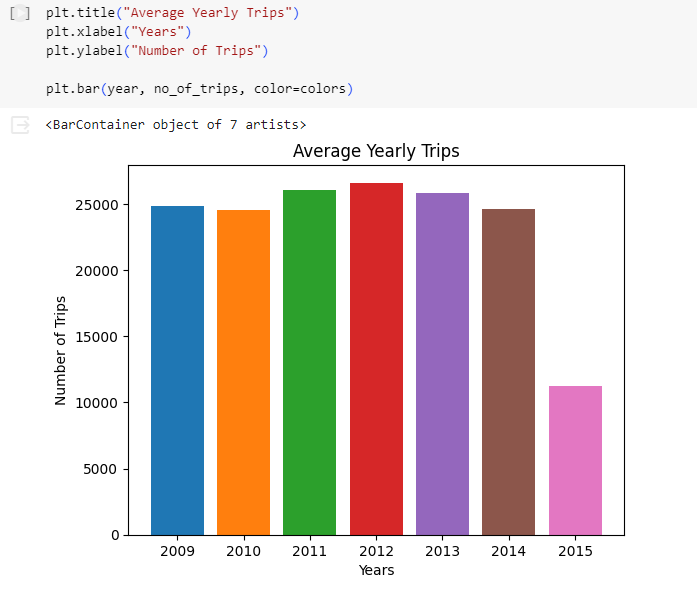 [ ] plt.title("Average Yearly Trips")
plt.xlabel("Years")
plt.ylabel("Number of Trips")
plt.bar(year, no_of_trips, color=colors)
<BarContainer object of 7 artists>
Average Yearly Trips
25000
20000
15000
10000
5000
0
Number of Trips
2009 2010 2011 2012 2013 2014 2015
Years